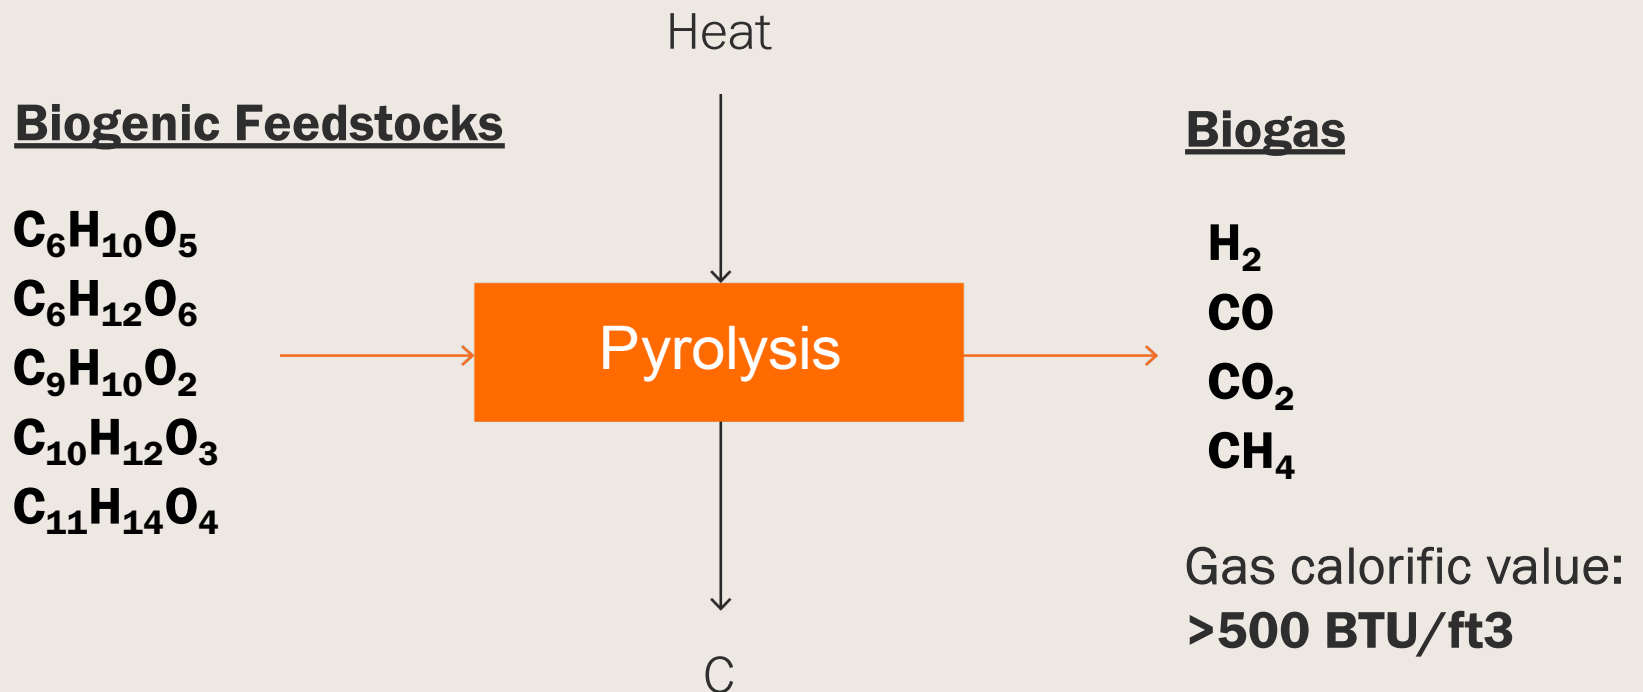 Heat
Biogenic Feedstocks
C₆H₁₀O₅
C₆H₁₂O₆
C₉H₁₀O₂
C₁₀H₁₂O₃
C₁₁H₁₄O₄
Pyrolysis
C
Biogas
H₂
CO
CO₂
CH₄
Gas calorific value:
>500 BTU/ft3